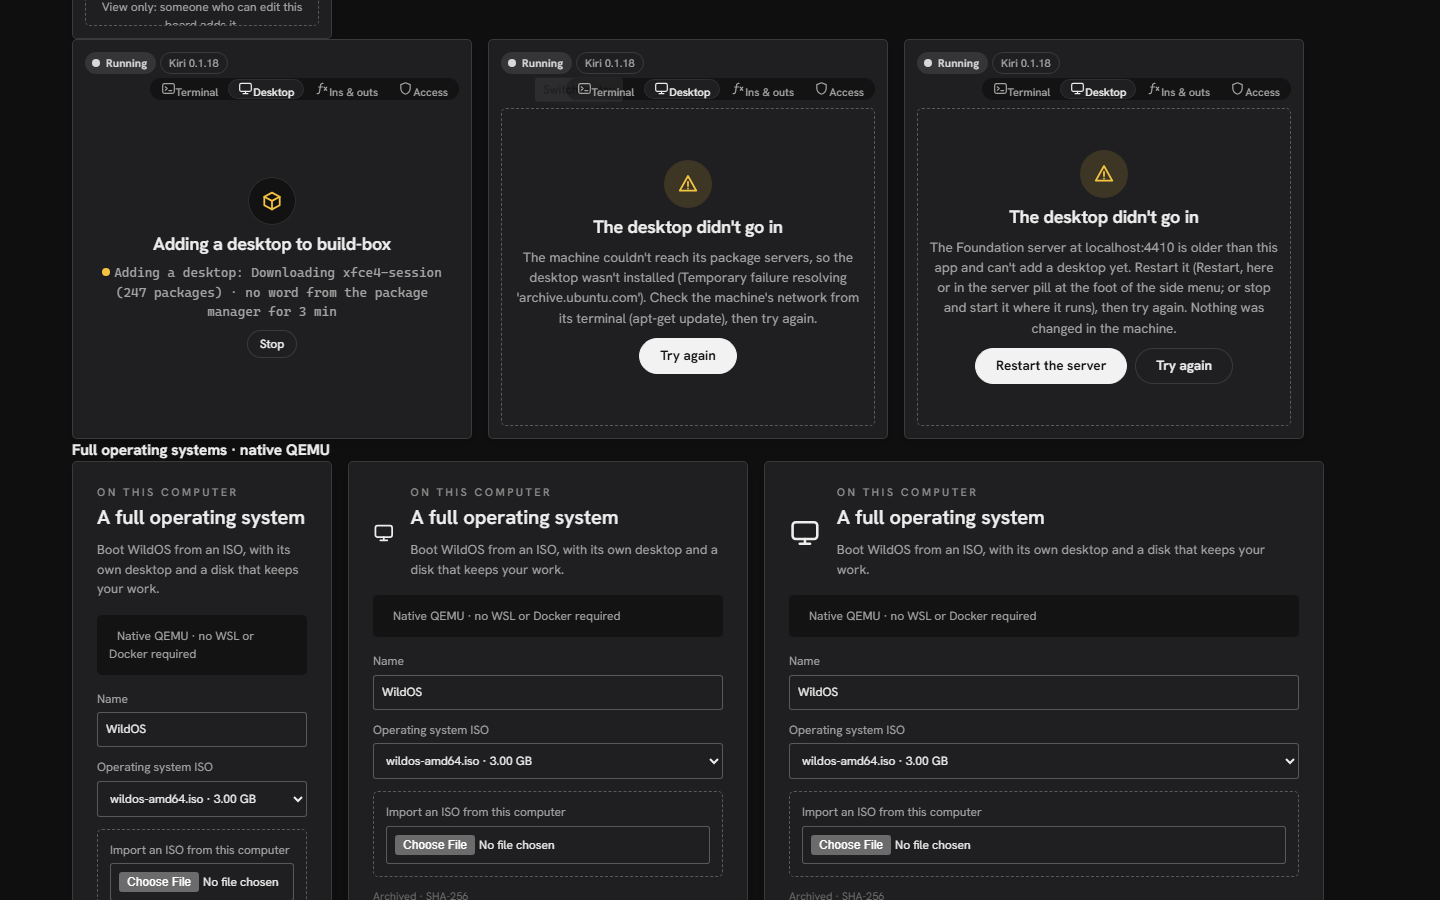 View only: someone who can edit this
board adds it
Running
Kiri 0.1.18
Terminal
Desktop
Ins & outs
Access
Adding a desktop to build-box
Adding a desktop: Downloading xfce4-session
(247 packages) · no word from the package
manager for 3 min
Stop
Running
Kiri 0.1.18
Terminal
Desktop
Ins & outs
Access
The desktop didn't go in
The machine couldn't reach its package servers, so the
desktop wasn't installed (Temporary failure resolving
'archive.ubuntu.com'). Check the machine's network from
its terminal (apt-get update), then try again.
Try again
Running
Kiri 0.1.18
Terminal
Desktop
Ins & outs
Access
The desktop didn't go in
The Foundation server at localhost:4410 is older than this
app and can't add a desktop yet. Restart it (Restart, here
or in the server pill at the foot of the side menu; or stop
and start it where it runs), then try again. Nothing was
changed in the machine.
Restart the server
Try again
Full operating systems · native QEMU
ON THIS COMPUTER
A full operating system
Boot WildOS from an ISO, with its
own desktop and a disk that keeps
your work.
Native QEMU · no WSL or
Docker required
Name
WildOS
Operating system ISO
wildos-amd64.iso · 3.00 GB
Import an ISO from this computer
Choose File No file chosen
ON THIS COMPUTER
A full operating system
Boot WildOS from an ISO, with its own desktop and a
disk that keeps your work.
Native QEMU · no WSL or Docker required
Name
WildOS
Operating system ISO
wildos-amd64.iso · 3.00 GB
Import an ISO from this computer
Choose File No file chosen
Archived · SHA-256
ON THIS COMPUTER
A full operating system
Boot WildOS from an ISO, with its own desktop and a disk that keeps your
work.
Native QEMU · no WSL or Docker required
Name
WildOS
Operating system ISO
wildos-amd64.iso · 3.00 GB
Import an ISO from this computer
Choose File No file chosen
Archived · SHA-256